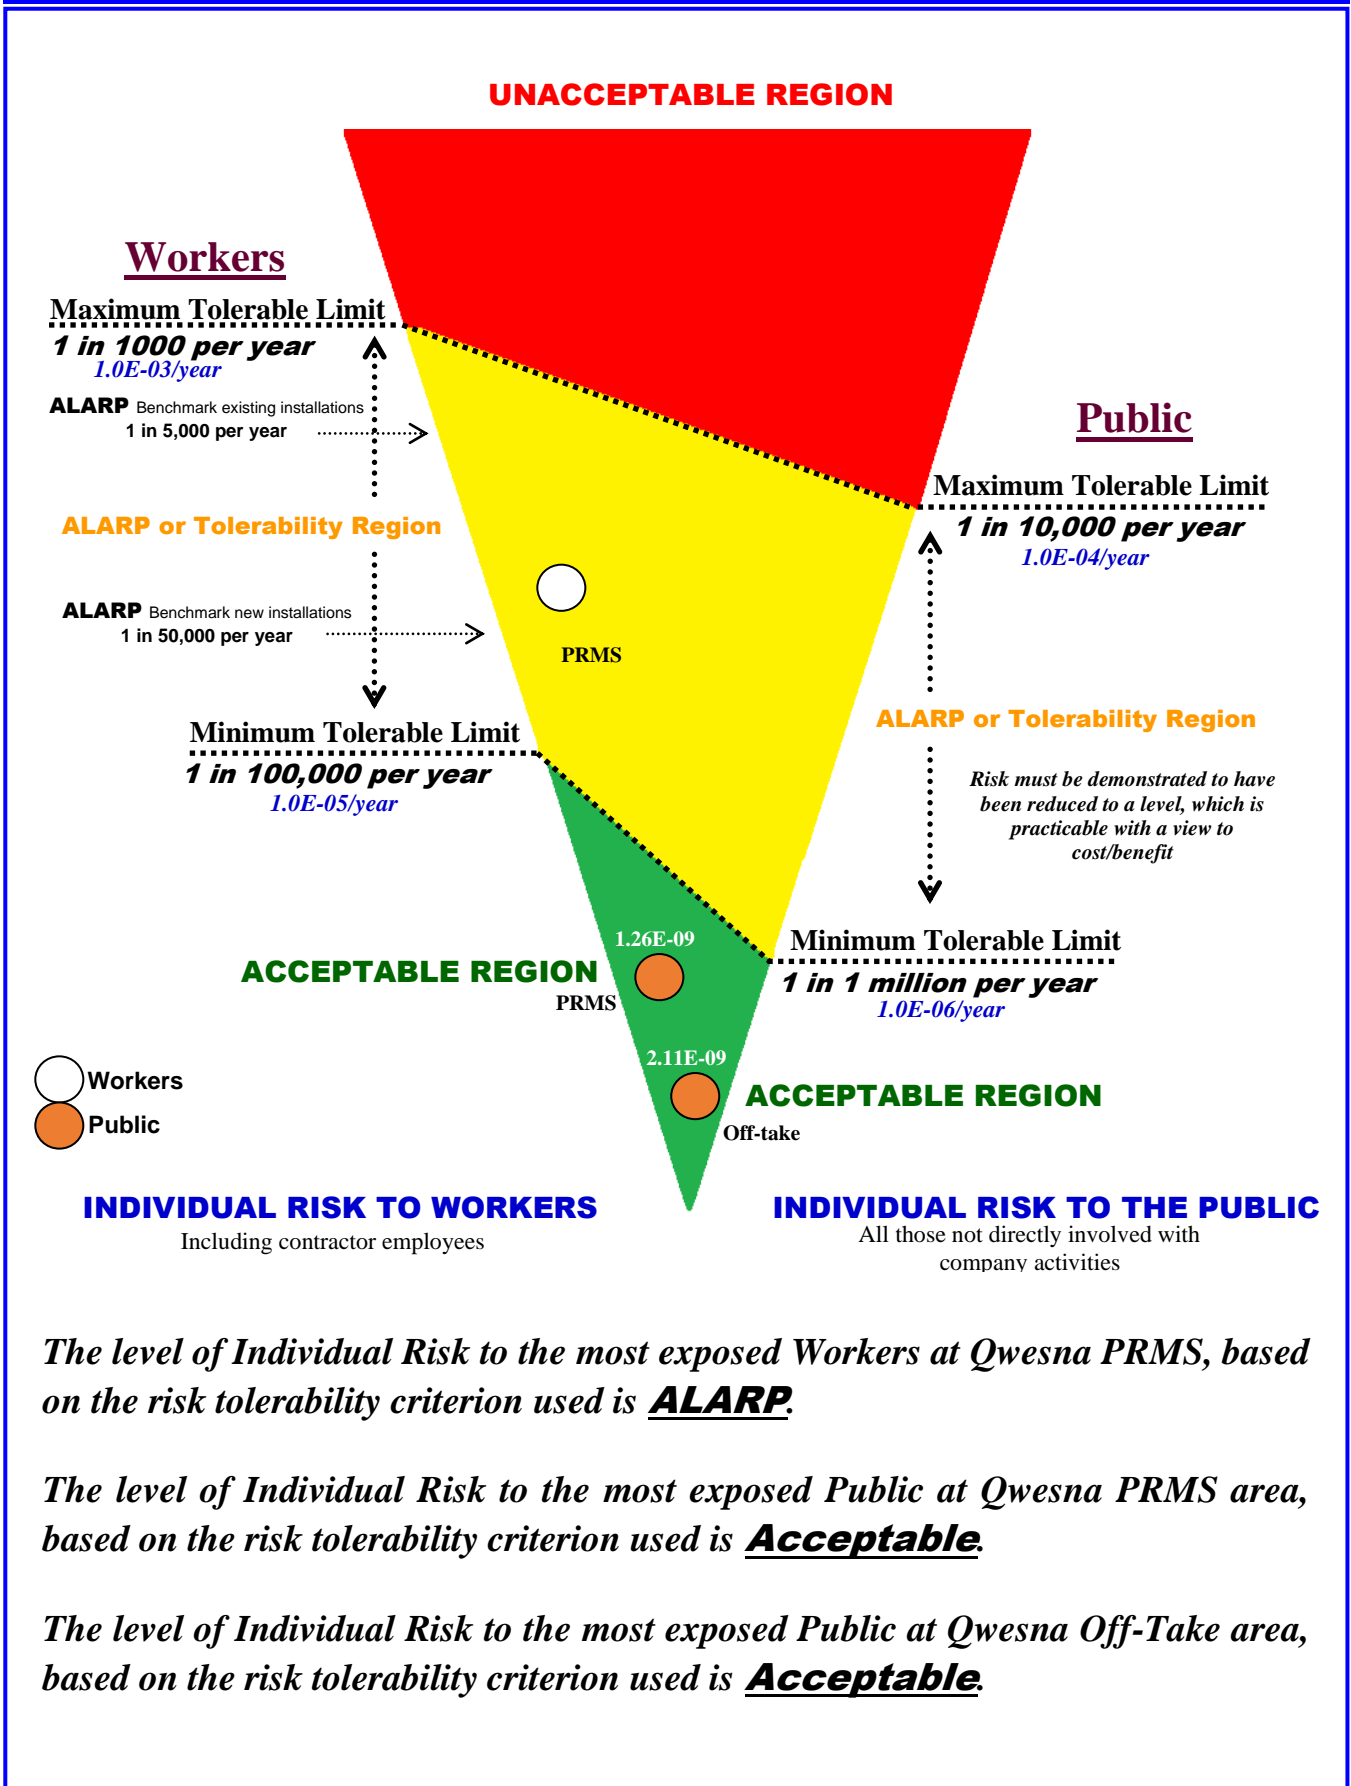 UNACCEPTABLE REGION
Workers
Maximum Tolerable Limit
1 in 1000 per year
1.0E-03/year
ALARP Benchmark existing installations
1 in 5,000 per year
Public
Maximum Tolerable Limit
1 in 10,000 per year
1.0E-04/year
ALARP or Tolerability Region
ALARP Benchmark new installations
1 in 50,000 per year
PRMS
Minimum Tolerable Limit
1 in 100,000 per year
1.0E-05/year
ALARP or Tolerability Region
Risk must be demonstrated to have
been reduced to a level, which is
practicable with a view to
cost/benefit
1.26E-09
ACCEPTABLE REGION
PRMS
Minimum Tolerable Limit
1 in 1 million per year
1.0E-06/year
2.11E-09
ACCEPTABLE REGION
Off-take
Workers
Public
INDIVIDUAL RISK TO WORKERS
Including contractor employees
INDIVIDUAL RISK TO THE PUBLIC
All those not directly involved with
company activities
The level of Individual Risk to the most exposed Workers at Qwesna PRMS, based
on the risk tolerability criterion used is ALARP.
The level of Individual Risk to the most exposed Public at Qwesna PRMS area,
based on the risk tolerability criterion used is Acceptable.
The level of Individual Risk to the most exposed Public at Qwesna Off-Take area,
based on the risk tolerability criterion used is Acceptable.